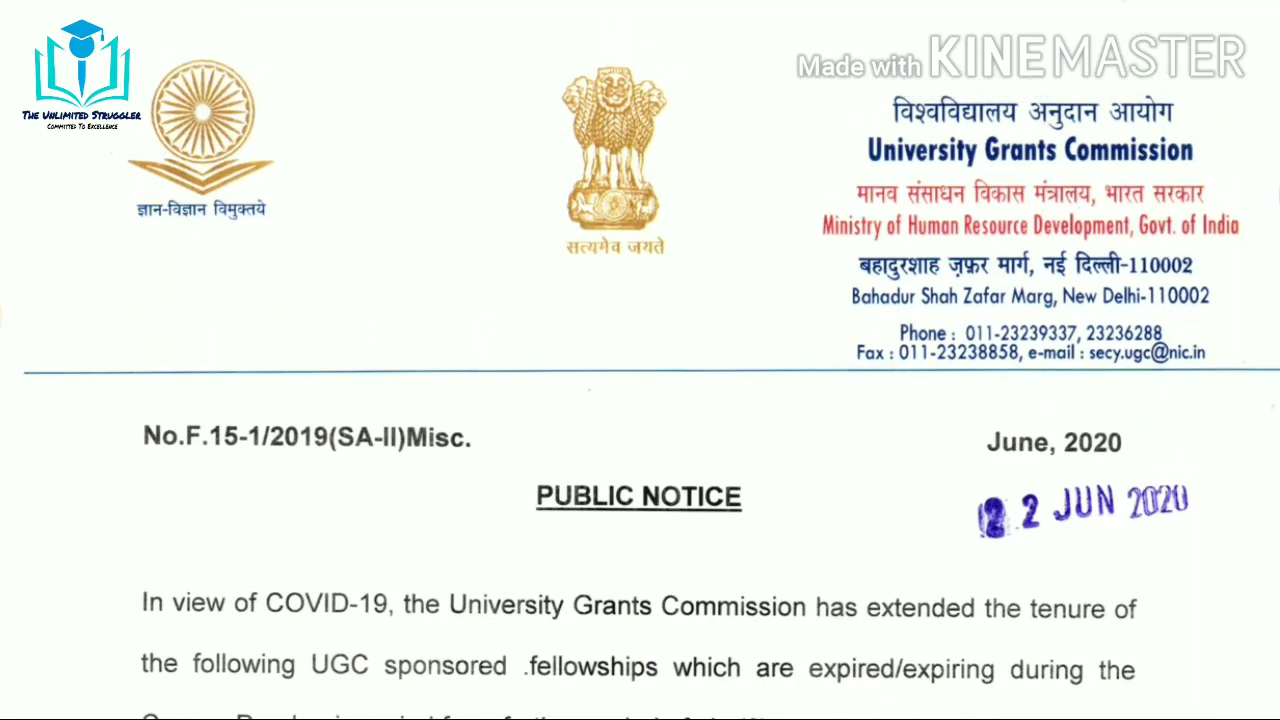 THE UNLIMITED STRUGGLER
COMMITTED TO EXCELLENCE
ज्ञान-विज्ञान विमुक्तये
सत्यमेव जयते
Made with KINEMASTER
विश्वविद्यालय अनुदान आयोग
University Grants Commission
मानव संसाधन विकास मंत्रालय, भारत सरकार
Ministry of Human Resource Development, Govt. of India
बहादुरशाह ज़फ़र मार्ग, नई दिल्ली-110002
Bahadur Shah Zafar Marg, New Delhi-110002
Phone : 011-23239337, 23236288
Fax : 011-23238858, e-mail : secy.ugc@nic.in
No.F.15-1/2019(SA-II)Misc.
June, 2020
PUBLIC NOTICE
2 2 JUN 2020
In view of COVID-19, the University Grants Commission has extended the tenure of
the following UGC sponsored .fellowships which are expired/expiring during the